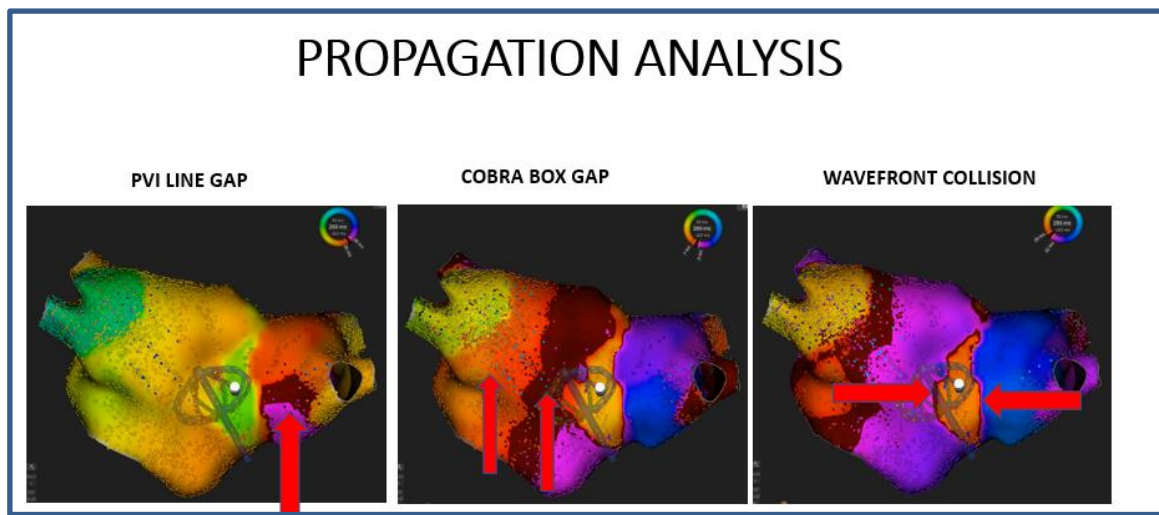 PROPAGATION ANALYSIS
PVI LINE GAP
COBRA BOX GAP
WAVEFRONT COLLISION